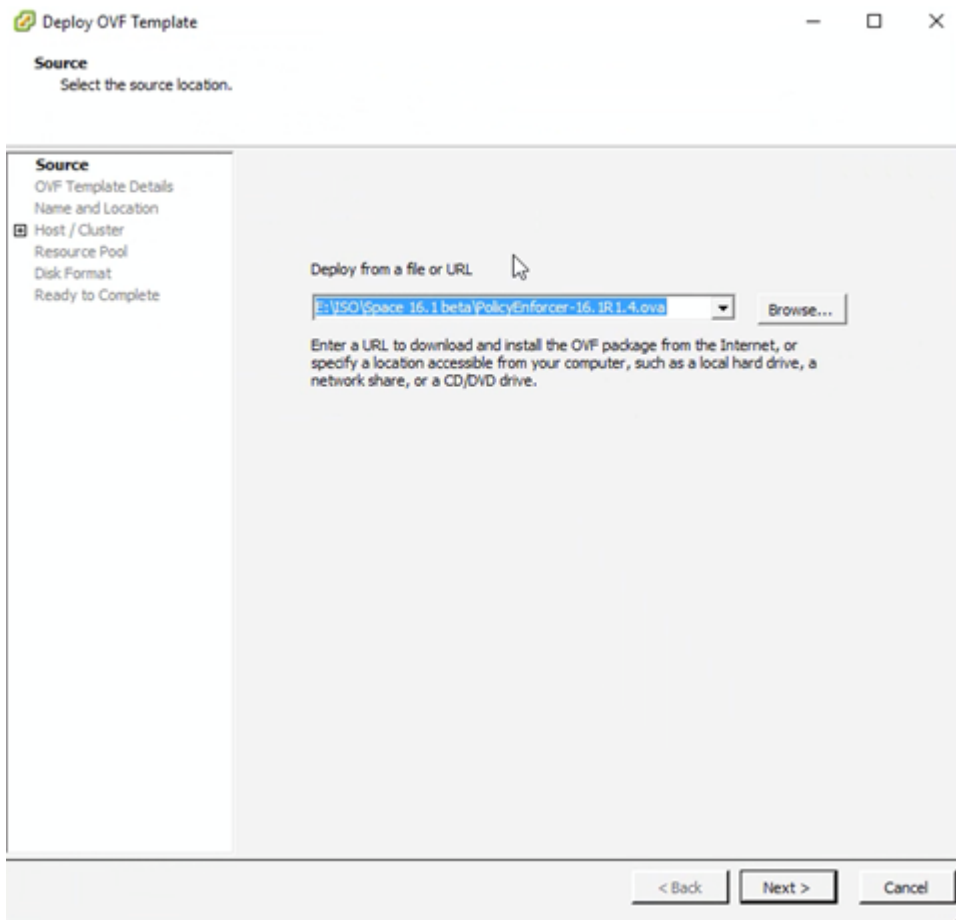 Deploy OVF Template
Source
Select the source location.
Source
OVF Template Details
Name and Location
Host / Cluster
Resource Pool
Disk Format
Ready to Complete
Deploy from a file or URL
E:\ISO\Space 16.1 beta\PolicyEnforcer-16.1R1.4.ova
Browse...
Enter a URL to download and install the OVF package from the Internet, or
specify a location accessible from your computer, such as a local hard drive, a
network share, or a CD/DVD drive.
< Back
Next >
Cancel